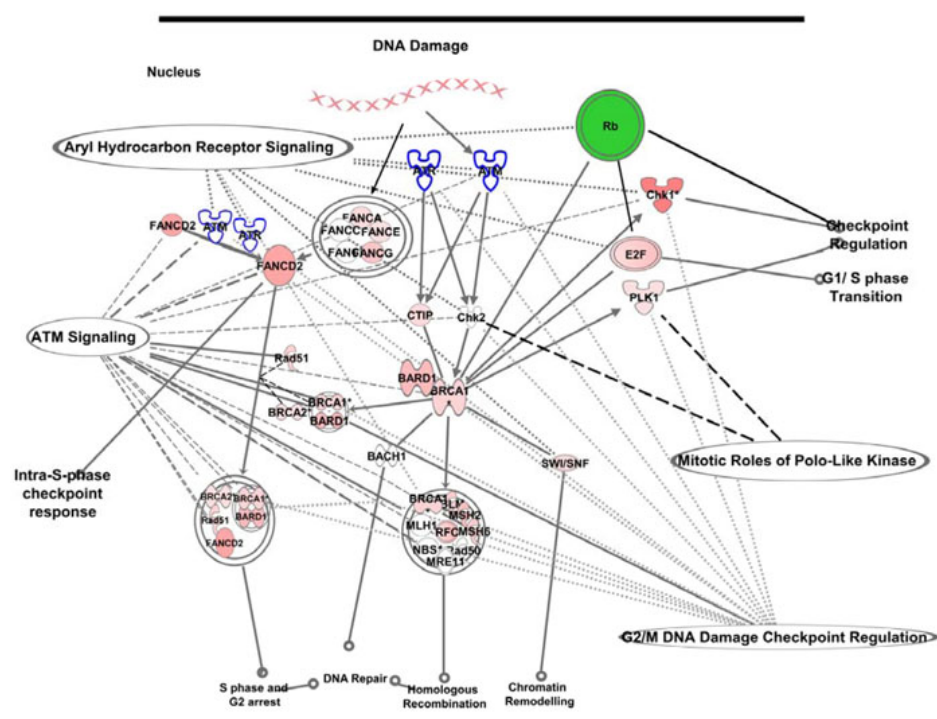 DNA Damage
Nucleus
Rb
Aryl Hydrocarbon Receptor Signaling
ATR
ATM
Chk1*
FANCD2
ATM
ATR
FANCA
FANCC
FANCE
FANCG
Checkpoint
Regulation
FANCD2
E2F
G1/ S phase
Transition
PLK1
CTIP
Chk2
ATM Signaling
Rad51
BARD1
BRCA1
*
BRCA2*
BRCA1*
BARD1
BACH1
SWI/SNF
Mitotic Roles of Polo-Like Kinase
Intra-S-phase
checkpoint
response
BRCA2*
BRCA1*
Rad51
BARD1
FANCD2
BRCA1
MSH2
MLH1
RFC
MSH6
NBS*
Rad50
MRE11
G2/M DNA Damage Checkpoint Regulation
S phase and
G2 arrest
DNA Repair
Homologous
Recombination
Chromatin
Remodelling